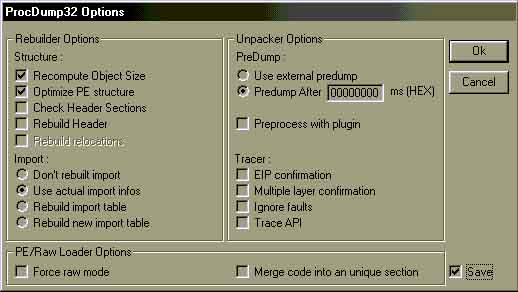 ProcDump32 Options
Rebuilder Options
Structure :
Recompute Object Size
Optimize PE structure
Check Header Sections
Rebuild Header
Rebuild relocations
Import :
Don't rebuilt import
Use actual import infos
Rebuild import table
Rebuild new import table
Unpacker Options
PreDump :
Use external predump
Predump After 00000000 ms (HEX)
Preprocess with plugin
Tracer :
EIP confirmation
Multiple layer confirmation
Ignore faults
Trace API
Ok
Cancel
PE/Raw Loader Options
Force raw mode
Merge code into an unique section
Save